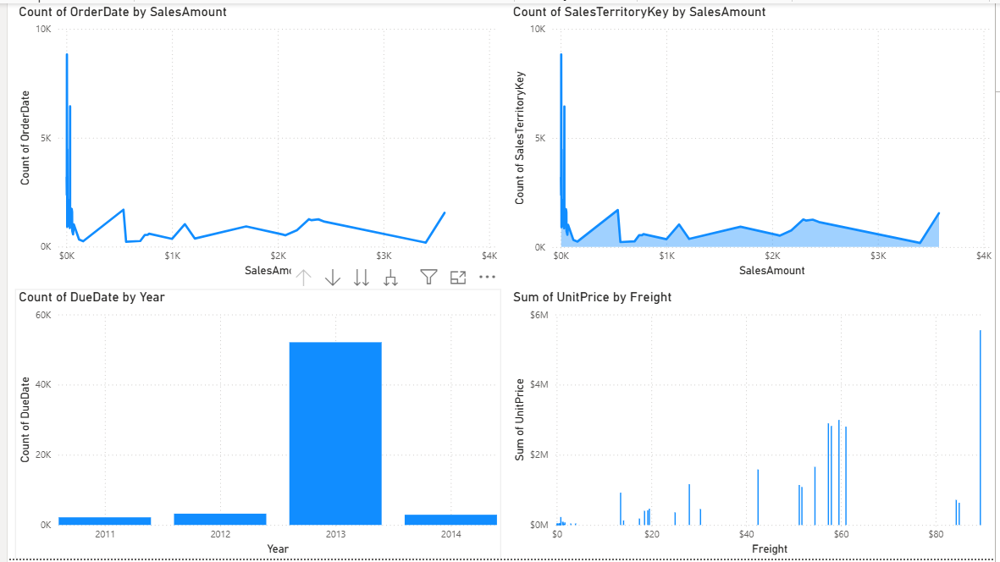 Count of OrderDate by SalesAmount
10K
5K
0K
Count of OrderDate
$0K $1K $2K $3K $4K
SalesAmo
Count of SalesTerritoryKey by SalesAmount
10K
5K
0K
Count of SalesTerritoryKey
$0K $1K $2K $3K $4K
SalesAmount
Count of DueDate by Year
60K
40K
20K
0K
Count of DueDate
2011 2012 2013 2014
Year
Sum of UnitPrice by Freight
$6M
$4M
$2M
$0M
Sum of UnitPrice
$0 $20 $40 $60 $80
Freight